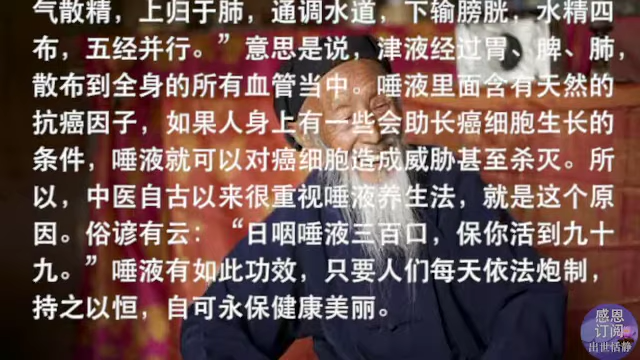 气散精，上归于肺，通调水道，下输膀胱，水精四
布，五经并行。”意思是说，津液经过胃、脾、肺，
散布到全身的所有血管当中。唾液里面含有天然的
抗癌因子，如果人身上有一些会助长癌细胞生长的
条件，唾液就可以对癌细胞造成威胁甚至杀灭。所
以，中医自古以来很重视唾液养生法，就是这个原
因。俗谚有云：“日咽唾液三百口，保你活到九十
九。”唾液有如此功效，只要人们每天依法炮制，
持之以恒，自可永保健康美丽。
感恩
订阅
出世恬静